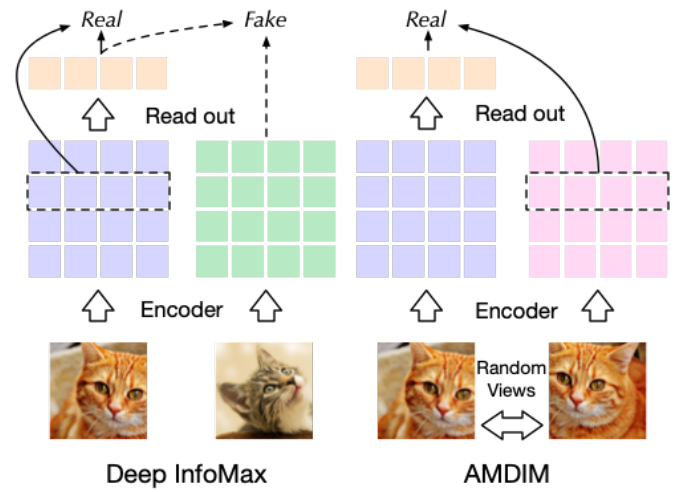 Real
Fake
Real
Read out
Read out
Encoder
Encoder
Random
Views
Deep InfoMax
AMDIM